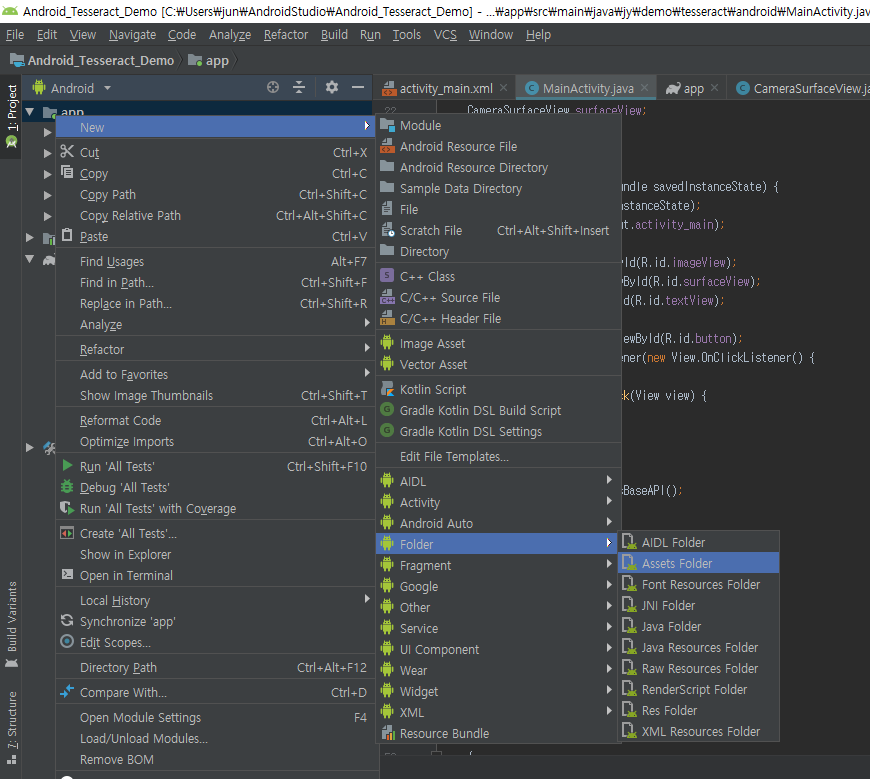 Android_Tesseract_Demo [C:₩Users₩jun₩AndroidStudio₩Android_Tesseract_Demo] - ...₩app₩src₩main₩java₩jy₩demo₩tesseract₩android₩MainActivity.jav
File Edit View Navigate Code Analyze Refactor Build Run Tools VCS Window Help
Android_Tesseract_Demo app
1: Project
Android
activity_main.xml MainActivity.java app CameraSurfaceView.ja
app
22 CameraSurfaceView surfaceView;
New
Cut Ctrl+X
Copy Ctrl+C
Copy Path Ctrl+Shift+C
Copy Relative Path Ctrl+Alt+Shift+C
Paste Ctrl+V
Find Usages Alt+F7
Find in Path... Ctrl+Shift+F
Replace in Path... Ctrl+Shift+R
Analyze
Refactor
Add to Favorites
Show Image Thumbnails Ctrl+Shift+T
Reformat Code Ctrl+Alt+L
Optimize Imports Ctrl+Alt+O
Run 'All Tests' Ctrl+Shift+F10
Debug 'All Tests'
Run 'All Tests' with Coverage
Create 'All Tests'...
Show in Explorer
Open in Terminal
Local History
Synchronize 'app'
Edit Scopes...
Directory Path Ctrl+Alt+F12
Compare With... Ctrl+D
Open Module Settings F4
Load/Unload Modules...
Remove BOM
Module
Android Resource File
Android Resource Directory
Sample Data Directory
File
Scratch File Ctrl+Alt+Shift+Insert
Directory
C++ Class
C/C++ Source File
C/C++ Header File
Image Asset
Vector Asset
Kotlin Script
Gradle Kotlin DSL Build Script
Gradle Kotlin DSL Settings
Edit File Templates...
AIDL
Activity
Android Auto
Folder
Fragment
Google
Other
Service
UI Component
Wear
Widget
XML
Resource Bundle
AIDL Folder
Assets Folder
Font Resources Folder
JNI Folder
Java Folder
Java Resources Folder
Raw Resources Folder
RenderScript Folder
Res Folder
XML Resources Folder
ndle savedInstanceState) {
nstanceState);
t.activity_main);
Id(R.id.imageView);
yId(R.id.surfaceView);
d(R.id.textView);
ewById(R.id.button);
ener(new View.OnClickListener() {
k(View view) {
sBaseAPI();
Build Variants
7: Structure